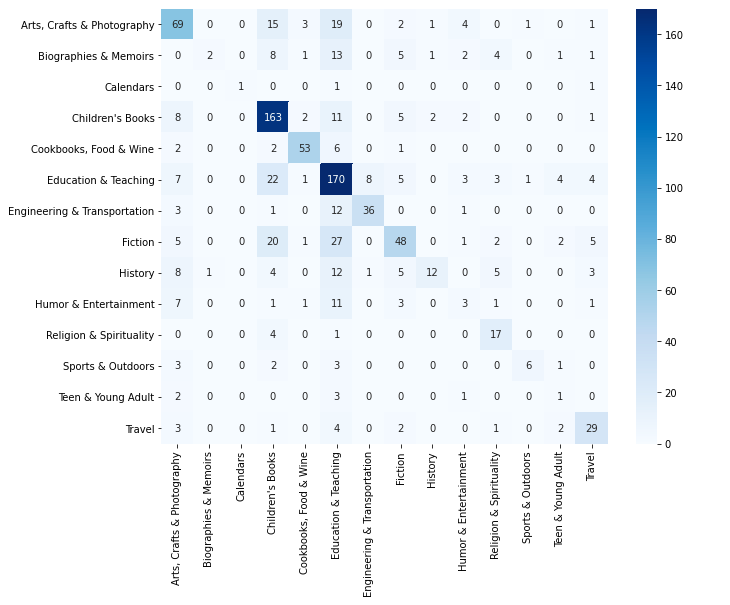 Arts, Crafts & Photography 69 0 0 15 3 19 0 2 1 4 0 1 0 1
Biographies & Memoirs 0 2 0 8 1 13 0 5 1 2 4 0 1 1
Calendars 0 0 1 0 0 1 0 0 0 0 0 0 0 1
Children's Books 8 0 0 163 2 11 0 5 2 2 0 0 0 1
Cookbooks, Food & Wine 2 0 0 2 53 6 0 1 0 0 0 0 0 0
Education & Teaching 7 0 0 22 1 170 8 5 0 3 3 1 4 4
Engineering & Transportation 3 0 0 1 0 12 36 0 0 1 0 0 0 0
Fiction 5 0 0 20 1 27 0 48 0 1 2 0 2 5
History 8 1 0 4 0 12 1 5 12 0 5 0 0 3
Humor & Entertainment 7 0 0 1 1 11 0 3 0 3 1 0 0 1
Religion & Spirituality 0 0 0 4 0 1 0 0 0 0 17 0 0 0
Sports & Outdoors 3 0 0 2 0 3 0 0 0 0 0 6 1 0
Teen & Young Adult 2 0 0 0 0 3 0 0 0 1 0 0 1 0
Travel 3 0 0 1 0 4 0 2 0 0 1 0 2 29
Arts, Crafts & Photography
Biographies & Memoirs
Calendars
Children's Books
Cookbooks, Food & Wine
Education & Teaching
Engineering & Transportation
Fiction
History
Humor & Entertainment
Religion & Spirituality
Sports & Outdoors
Teen & Young Adult
Travel
160
140
120
100
80
60
40
20
0